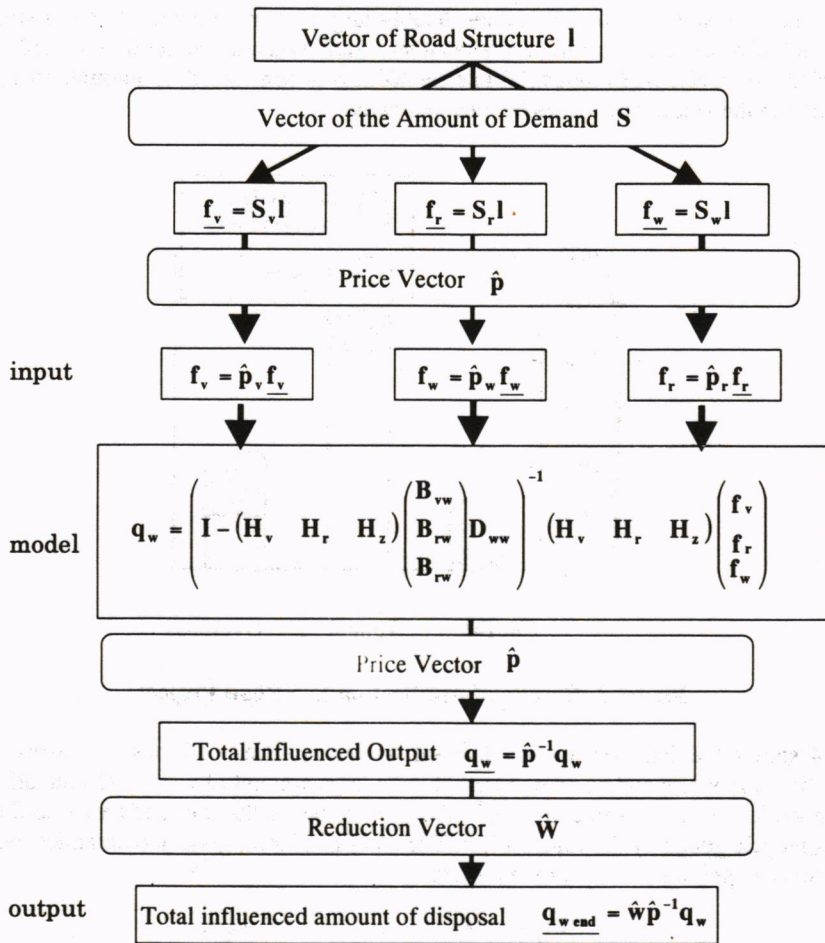 Vector of Road Structure l
Vector of the Amount of Demand S
f_v = S_v l
f_r = S_r l
f_w = S_w l
Price Vector p̂
input
f_v = p̂_v f_v
f_w = p̂_w f_w
f_r = p̂_r f_r
model
q_w = (I − (H_v H_r H_z)(B_vw B_rw B_rw)D_ww)^−1 (H_v H_r H_z)(f_v f_r f_w)
Price Vector p̂
Total Influenced Output q_w = p̂^−1 q_w
Reduction Vector Ŵ
output
Total influenced amount of disposal q_w end = ŵp̂^−1 q_w